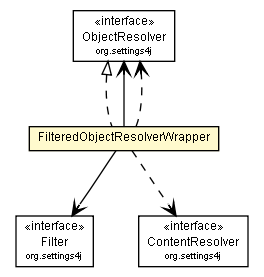 «interface»
ObjectResolver
org.settings4j
FilteredObjectResolverWrapper
«interface»
Filter
org.settings4j
«interface»
ContentResolver
org.settings4j